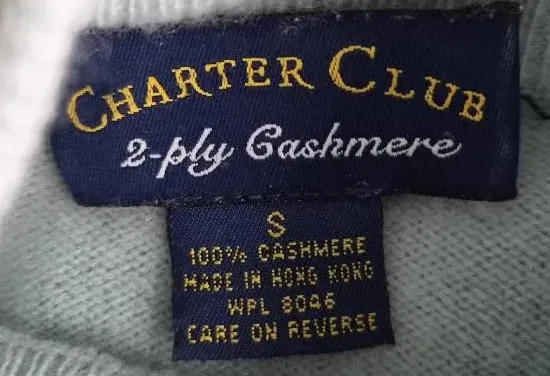 CHARTER CLUB
2-ply Cashmere
S
100% CASHMERE
MADE IN HONG KONG
WPL 8046
CARE ON REVERSE